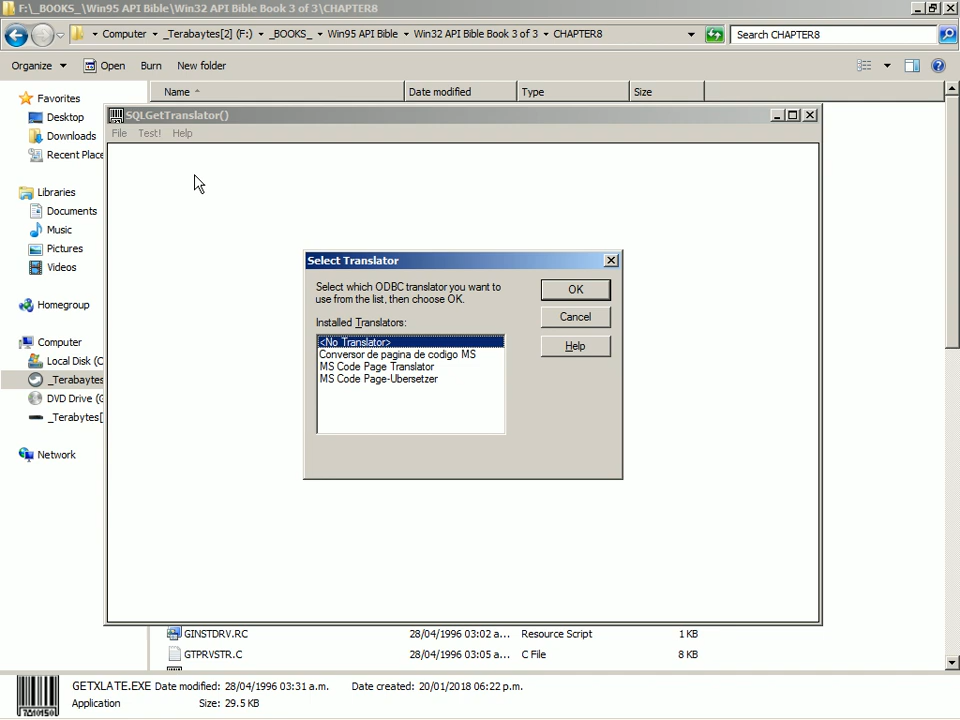 F:\_BOOKS_\Win95 API Bible\Win32 API Bible Book 3 of 3\CHAPTER8
Computer _Terabaytes[2] (F:) _BOOKS_ Win95 API Bible Win32 API Bible Book 3 of 3 CHAPTER8
Search CHAPTER8
Organize Open Burn New folder
Name Date modified Type Size
Favorites
Desktop
Downloads
Recent Place
Libraries
Documents
Music
Pictures
Videos
Homegroup
Computer
Local Disk (C
_Terabaytes
DVD Drive (G
_Terabytes[
Network
SQLGetTranslator()
File Test! Help
Select Translator
Select which ODBC translator you want to
use from the list, then choose OK.
Installed Translators:
<No Translator>
Conversor de pagina de codigo MS
MS Code Page Translator
MS Code Page-Ubersetzer
OK
Cancel
Help
GINSTDRV.RC 28/04/1996 03:02 a... Resource Script 1 KB
GTPRVSTR.C 28/04/1996 03:05 a... C File 8 KB
GETXLATE.EXE Date modified: 28/04/1996 03:31 a.m. Date created: 20/01/2018 06:22 p.m.
Application Size: 29.5 KB